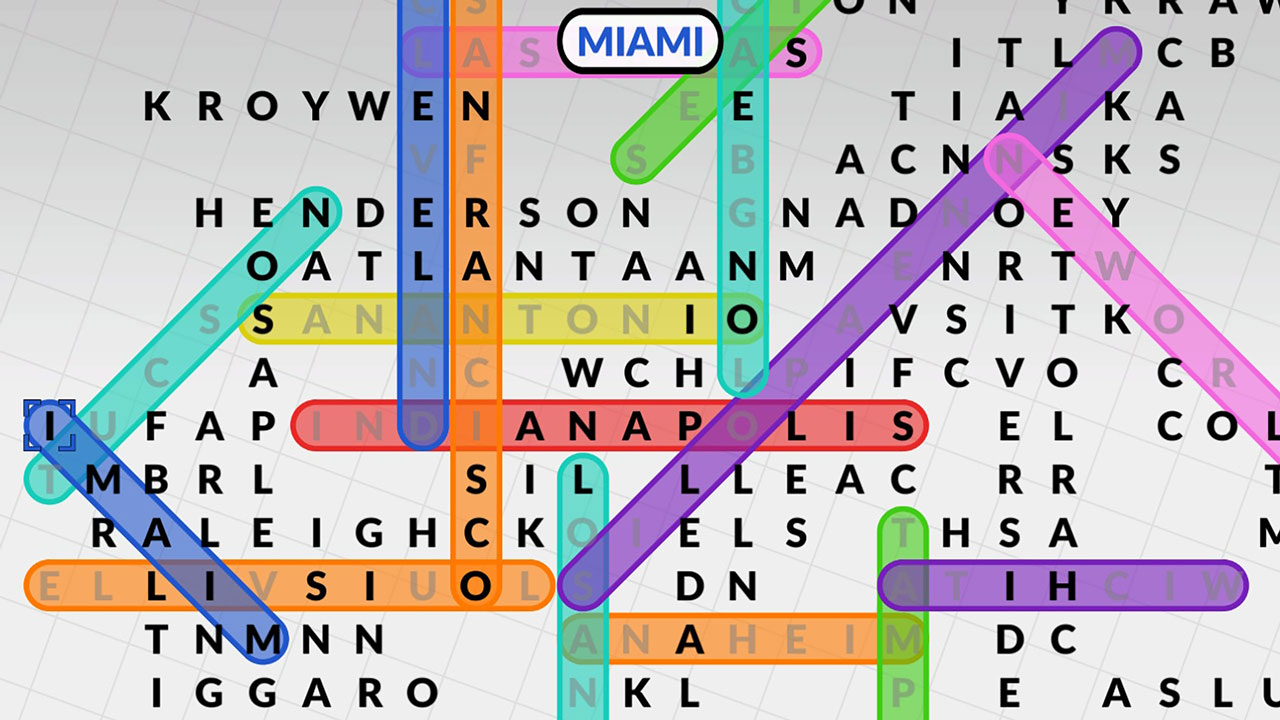 C S C T O N Y K R A W
MIAMI
L A S A S I T L M C B
K R O Y W E N E E T I A I K A
V F S B A C N N S K S
H E N D E R S O N G N A D N O E Y
O A T L A N T A A N M E N R T W
S S A N A N T O N I O A V S I T K O
C A N C W C H L P I F C V O C R
I U F A P I N D I A N A P O L I S E L C O L
T M B R L S I L L L E A C R R T
R A L E I G H C K O I E L S T H S A M
E L L I V S I U O L S D N A T I H C I W
T N M N N A N A H E I M D C
I G G A R O N K L P E A S L U